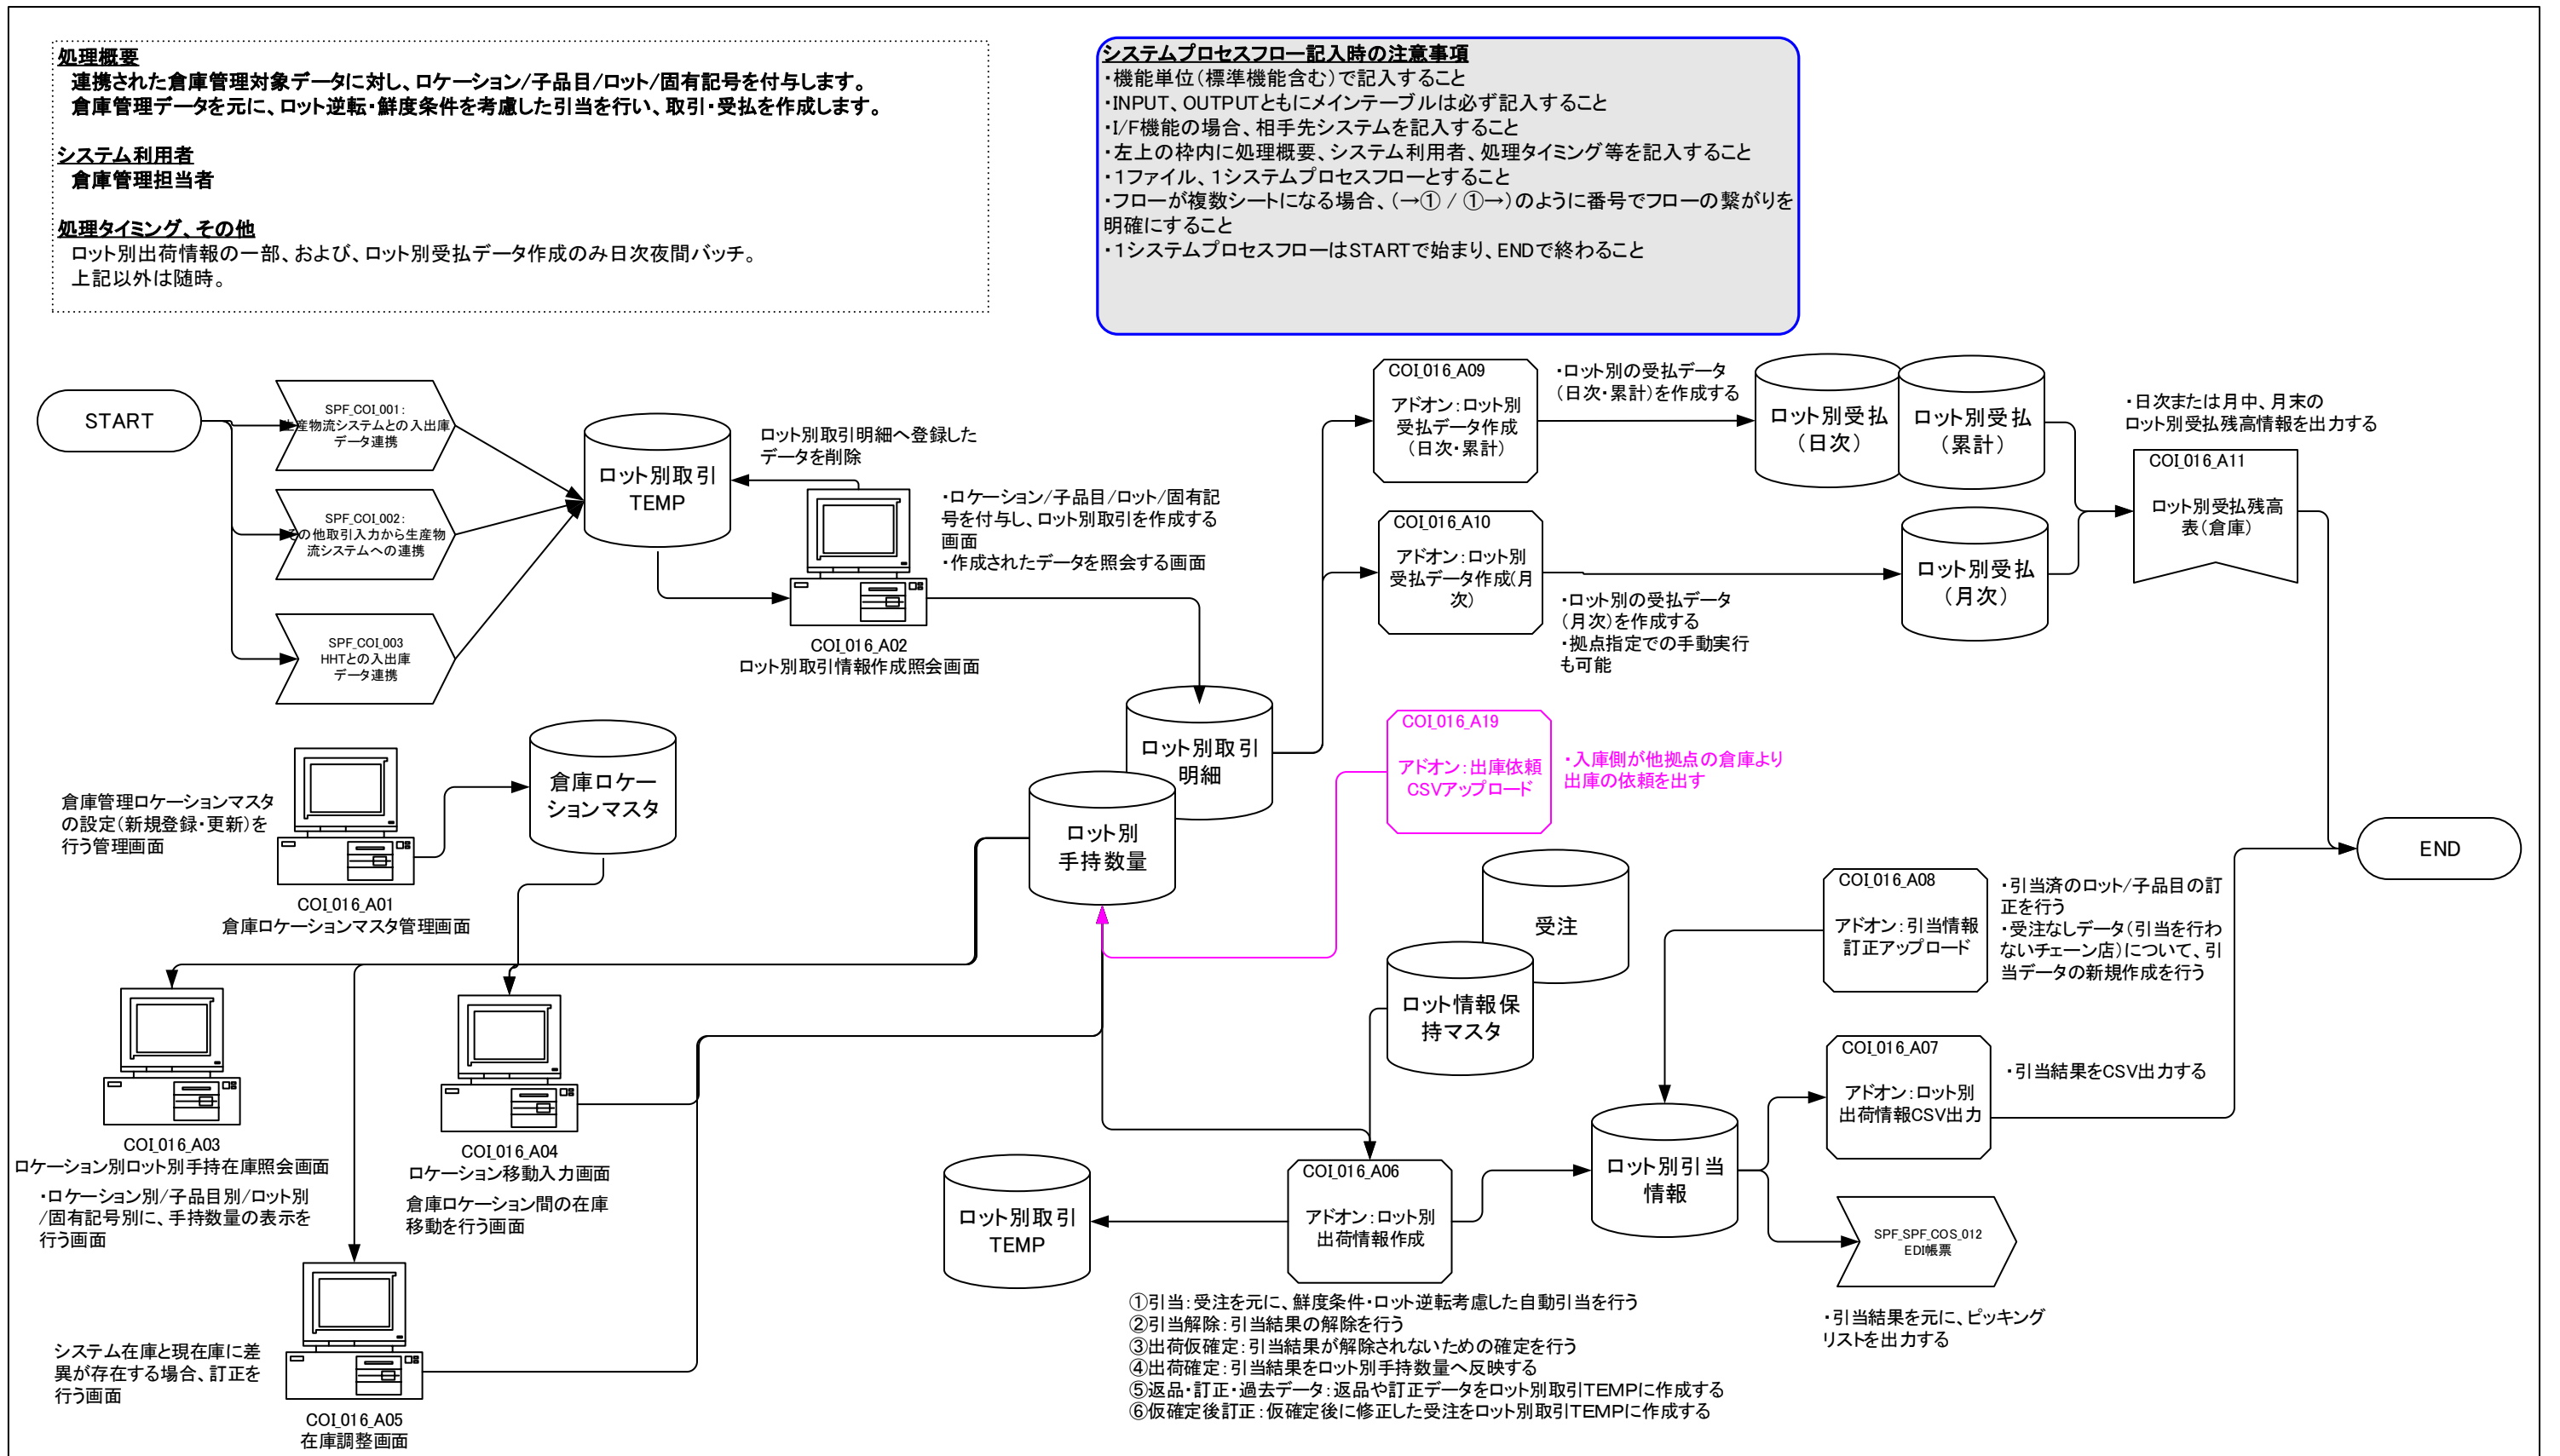 処理概要
連携された倉庫管理対象データに対し、ロケーション/子品目/ロット/固有記号を付与します。
倉庫管理データを元に、ロット逆転・鮮度条件を考慮した引当を行い、取引・受払を作成します。
システム利用者
倉庫管理担当者
処理タイミング、その他
ロット別出荷情報の一部、および、ロット別受払データ作成のみ日次夜間バッチ。
上記以外は随時。
システムプロセスフロー記入時の注意事項
・機能単位(標準機能含む)で記入すること
・INPUT、OUTPUTともにメインテーブルは必ず記入すること
・I/F機能の場合、相手先システムを記入すること
・左上の枠内に処理概要、システム利用者、処理タイミング等を記入すること
・1ファイル、1システムプロセスフローとすること
・フローが複数シートになる場合、(→① / ①→)のように番号でフローの繋がりを
明確にすること
・1システムプロセスフローはSTARTで始まり、ENDで終わること
START
SPF_COI_001:
生産物流システムとの入出庫
データ連携
SPF_COI_002:
その他取引入力から生産物
流システムへの連携
SPF_COI_003
HHTとの入出庫
データ連携
ロット別取引
TEMP
ロット別取引明細へ登録した
データを削除
・ロケーション/子品目/ロット/固有記
号を付与し、ロット別取引を作成する
画面
・作成されたデータを照会する画面
COI_016_A02
ロット別取引情報作成照会画面
COI_016_A09
アドオン:ロット別
受払データ作成
(日次・累計)
・ロット別の受払データ
(日次・累計)を作成する
ロット別受払
(日次)
ロット別受払
(累計)
・日次または月中、月末の
ロット別受払残高情報を出力する
COI_016_A11
ロット別受払残高
表(倉庫)
COI_016_A10
アドオン:ロット別
受払データ作成(月
次)
・ロット別の受払データ
(月次)を作成する
・拠点指定での手動実行
も可能
ロット別受払
(月次)
ロット別取引
明細
ロット別
手持数量
COI_016_A19
アドオン:出庫依頼
CSVアップロード
・入庫側が他拠点の倉庫より
出庫の依頼を出す
倉庫管理ロケーションマスタ
の設定(新規登録・更新)を
行う管理画面
COI_016_A01
倉庫ロケーションマスタ管理画面
倉庫ロケー
ションマスタ
END
受注
ロット情報保
持マスタ
COI_016_A08
アドオン:引当情報
訂正アップロード
・引当済のロット/子品目の訂
正を行う
・受注なしデータ(引当を行わ
ないチェーン店)について、引
当データの新規作成を行う
COI_016_A07
アドオン:ロット別
出荷情報CSV出力
・引当結果をCSV出力する
COI_016_A03
ロケーション別ロット別手持在庫照会画面
・ロケーション別/子品目別/ロット別
/固有記号別に、手持数量の表示を
行う画面
COI_016_A04
ロケーション移動入力画面
倉庫ロケーション間の在庫
移動を行う画面
ロット別取引
TEMP
COI_016_A06
アドオン:ロット別
出荷情報作成
ロット別引当
情報
SPF_SPF_COS_012
EDI帳票
・引当結果を元に、ピッキング
リストを出力する
①引当:受注を元に、鮮度条件・ロット逆転考慮した自動引当を行う
②引当解除:引当結果の解除を行う
③出荷仮確定:引当結果が解除されないための確定を行う
④出荷確定:引当結果をロット別手持数量へ反映する
⑤返品・訂正・過去データ:返品や訂正データをロット別取引TEMPに作成する
⑥仮確定後訂正:仮確定後に修正した受注をロット別取引TEMPに作成する
システム在庫と現在庫に差
異が存在する場合、訂正を
行う画面
COI_016_A05
在庫調整画面